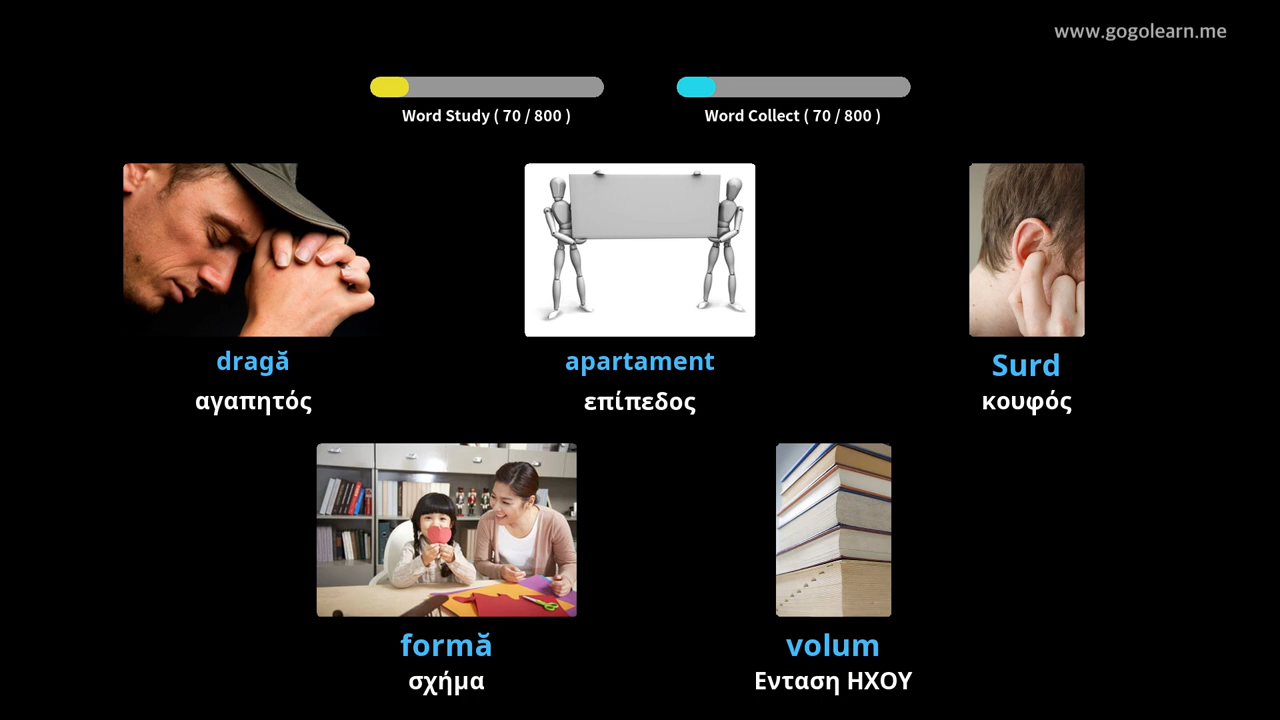 www.gogolearn.me
Word Study ( 70 / 800 )
Word Collect ( 70 / 800 )
dragă
αγαπητός
apartament
επίπεδος
Surd
κουφός
formă
σχήμα
volum
Ενταση ΗΧΟΥ